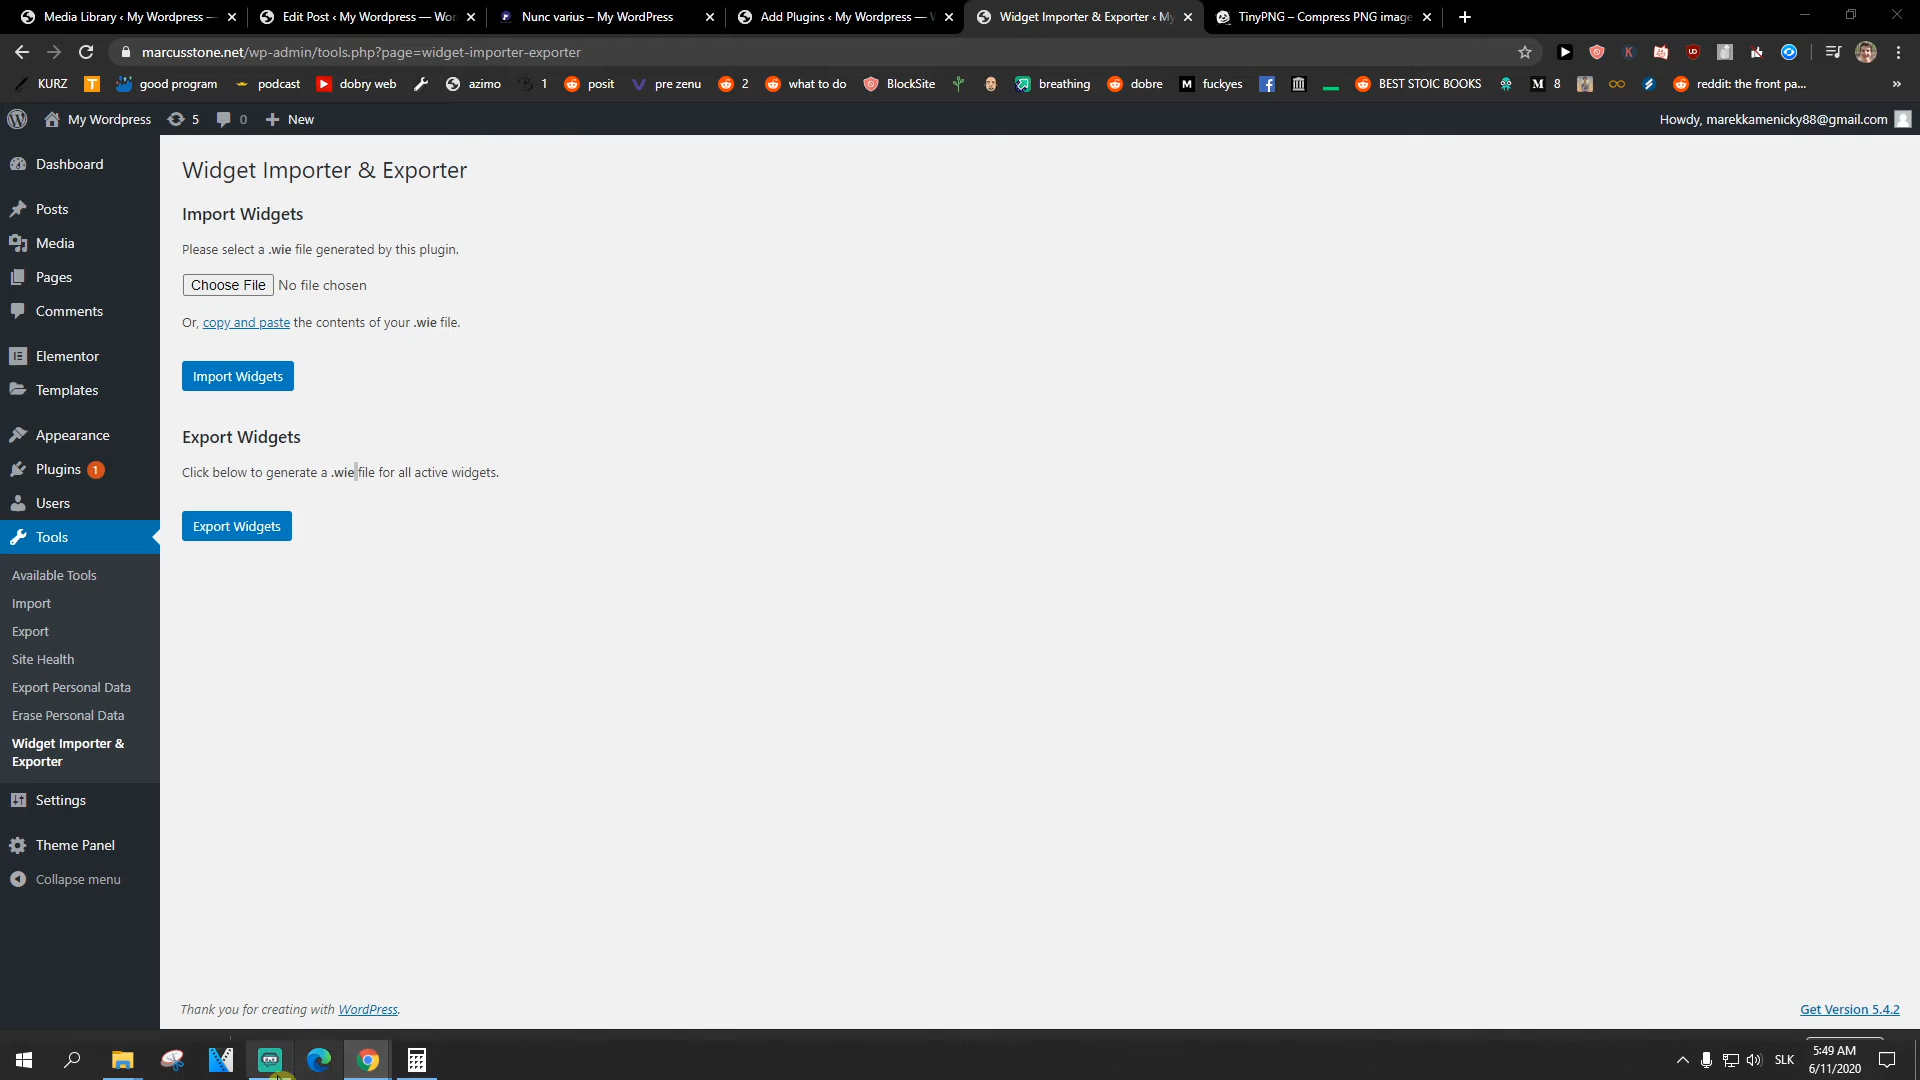 Media Library ‹ My Wordpress —
Edit Post ‹ My Wordpress — Wor
Nunc varius – My WordPress
Add Plugins ‹ My Wordpress —
Widget Importer & Exporter ‹ My
TinyPNG – Compress PNG image
marcusstone.net/wp-admin/tools.php?page=widget-importer-exporter
KURZ
good program
podcast
dobry web
azimo
1
posit
pre zenu
2
what to do
BlockSite
breathing
dobre
fuckyes
BEST STOIC BOOKS
8
reddit: the front pa...
»
My Wordpress
5
0
New
Howdy, marekkamenicky88@gmail.com
Dashboard
Posts
Media
Pages
Comments
Elementor
Templates
Appearance
Plugins 1
Users
Tools
Available Tools
Import
Export
Site Health
Export Personal Data
Erase Personal Data
Widget Importer &
Exporter
Settings
Theme Panel
Collapse menu
Widget Importer & Exporter
Import Widgets
Please select a .wie file generated by this plugin.
Choose File No file chosen
Or, copy and paste the contents of your .wie file.
Import Widgets
Export Widgets
Click below to generate a .wie file for all active widgets.
Export Widgets
Thank you for creating with WordPress.
Get Version 5.4.2
SLK
5:49 AM
6/11/2020